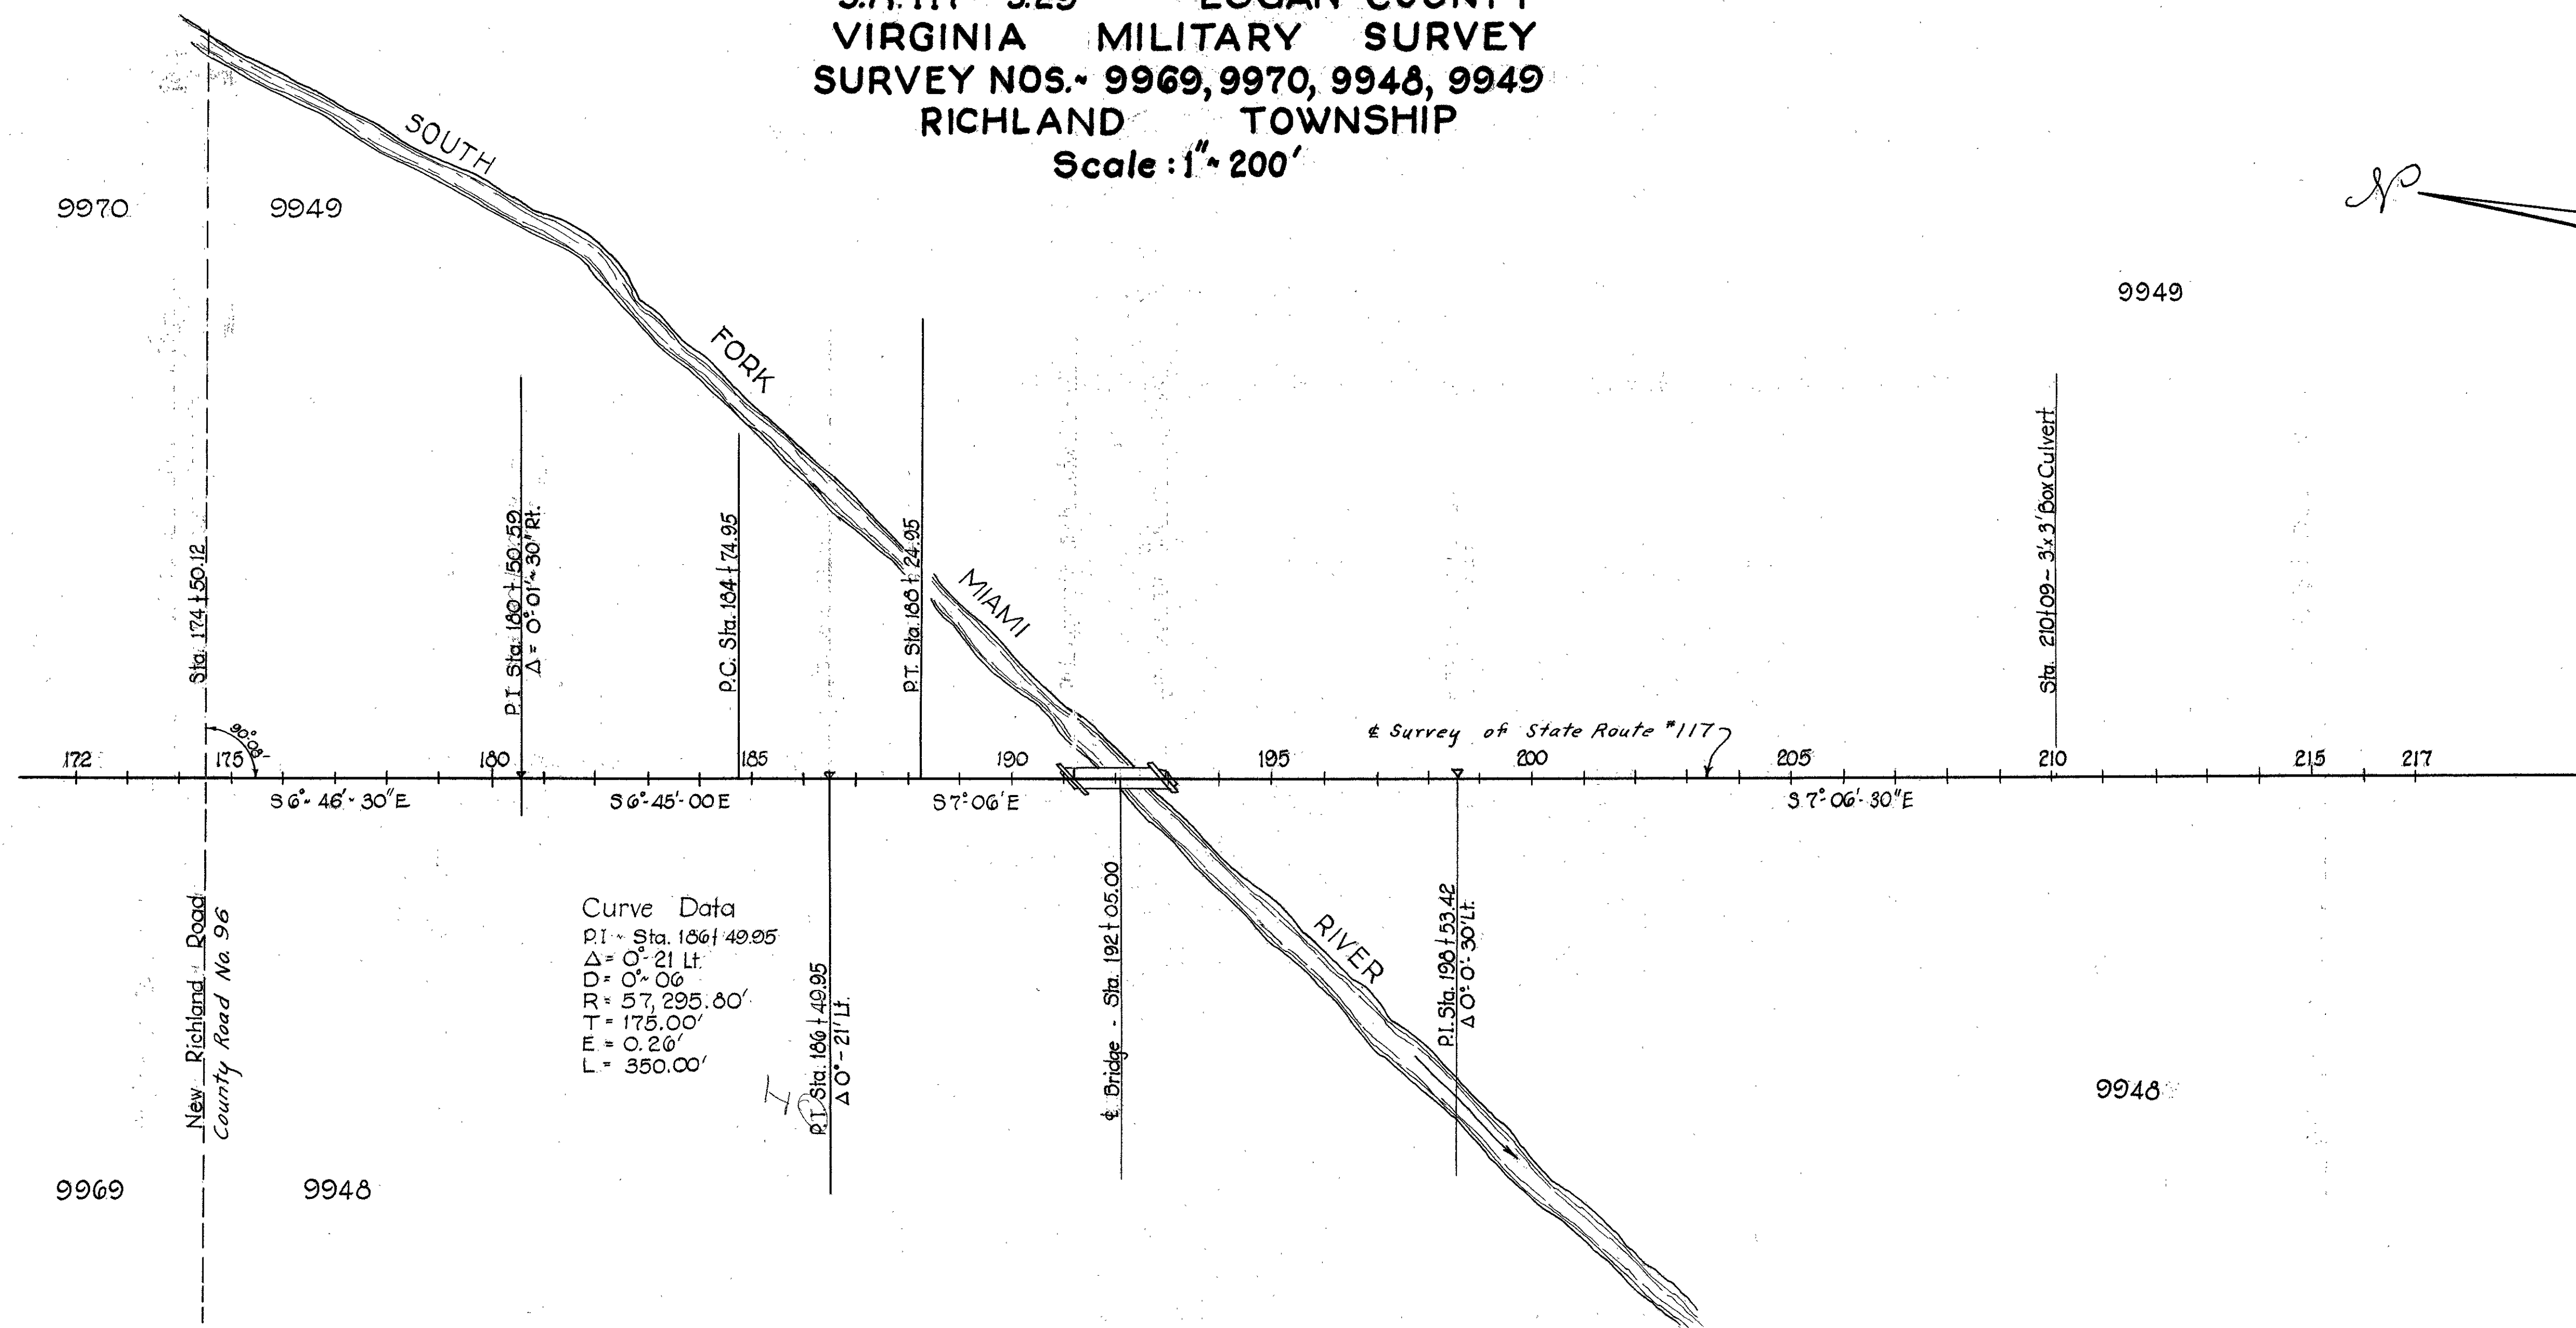 LOGAN COUNTY
VIRGINIA MILITARY SURVEY
SURVEY NOS.~ 9969, 9970, 9948, 9949
RICHLAND TOWNSHIP
Scale : 1"~ 200'
N
SOUTH
FORK
MIAMI
RIVER
9970
9949
9949
Sta. 174+50.12
P.I. Sta. 180+50.59
Δ = 0°-01'~30" Rt.
P.C. Sta. 184+74.95
P.T. Sta. 188+24.95
Sta. 210+09~ 3'x3' Box Culvert
90°-08'
℄ Survey of State Route #117
172 175 180 185 190 195 200 205 210 215 217
S 6°~ 46'~ 30" E
S 6°-45'-00 E
S 7°-06' E
S 7°-06'-30" E
New Richland Road
County Road No. 96
Curve Data
P.I ~ Sta. 186+49.95
Δ = 0°-21 Lt.
D = 0°~ 06
R = 57,295.80'
T = 175.00'
E = 0.26'
L = 350.00'
P.I. Sta. 186+49.95
Δ 0°-21' Lt.
℄ Bridge - Sta. 192+05.00
P.I. Sta. 198+53.42
Δ 0°-0'-30" Lt.
9948
9969
9948